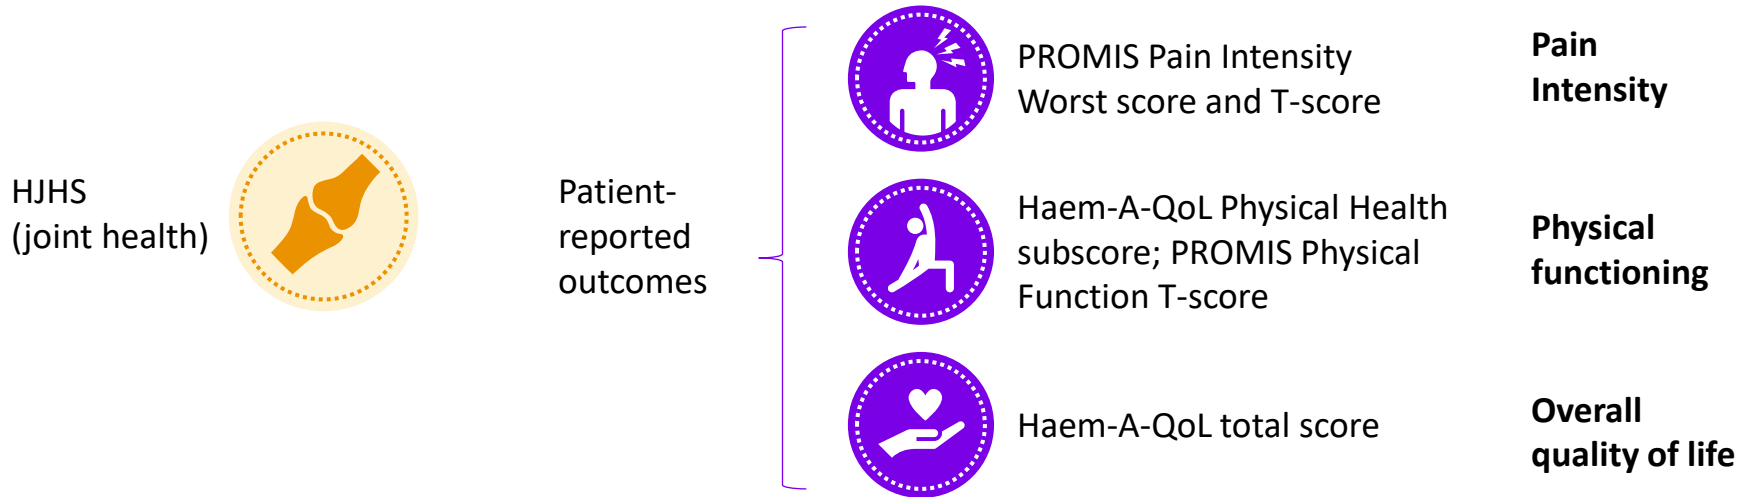 HJHS
(joint health)
Patient-
reported
outcomes
PROMIS Pain Intensity
Worst score and T-score
Pain
Intensity
Haem-A-QoL Physical Health
subscore; PROMIS Physical
Function T-score
Physical
functioning
Haem-A-QoL total score
Overall
quality of life